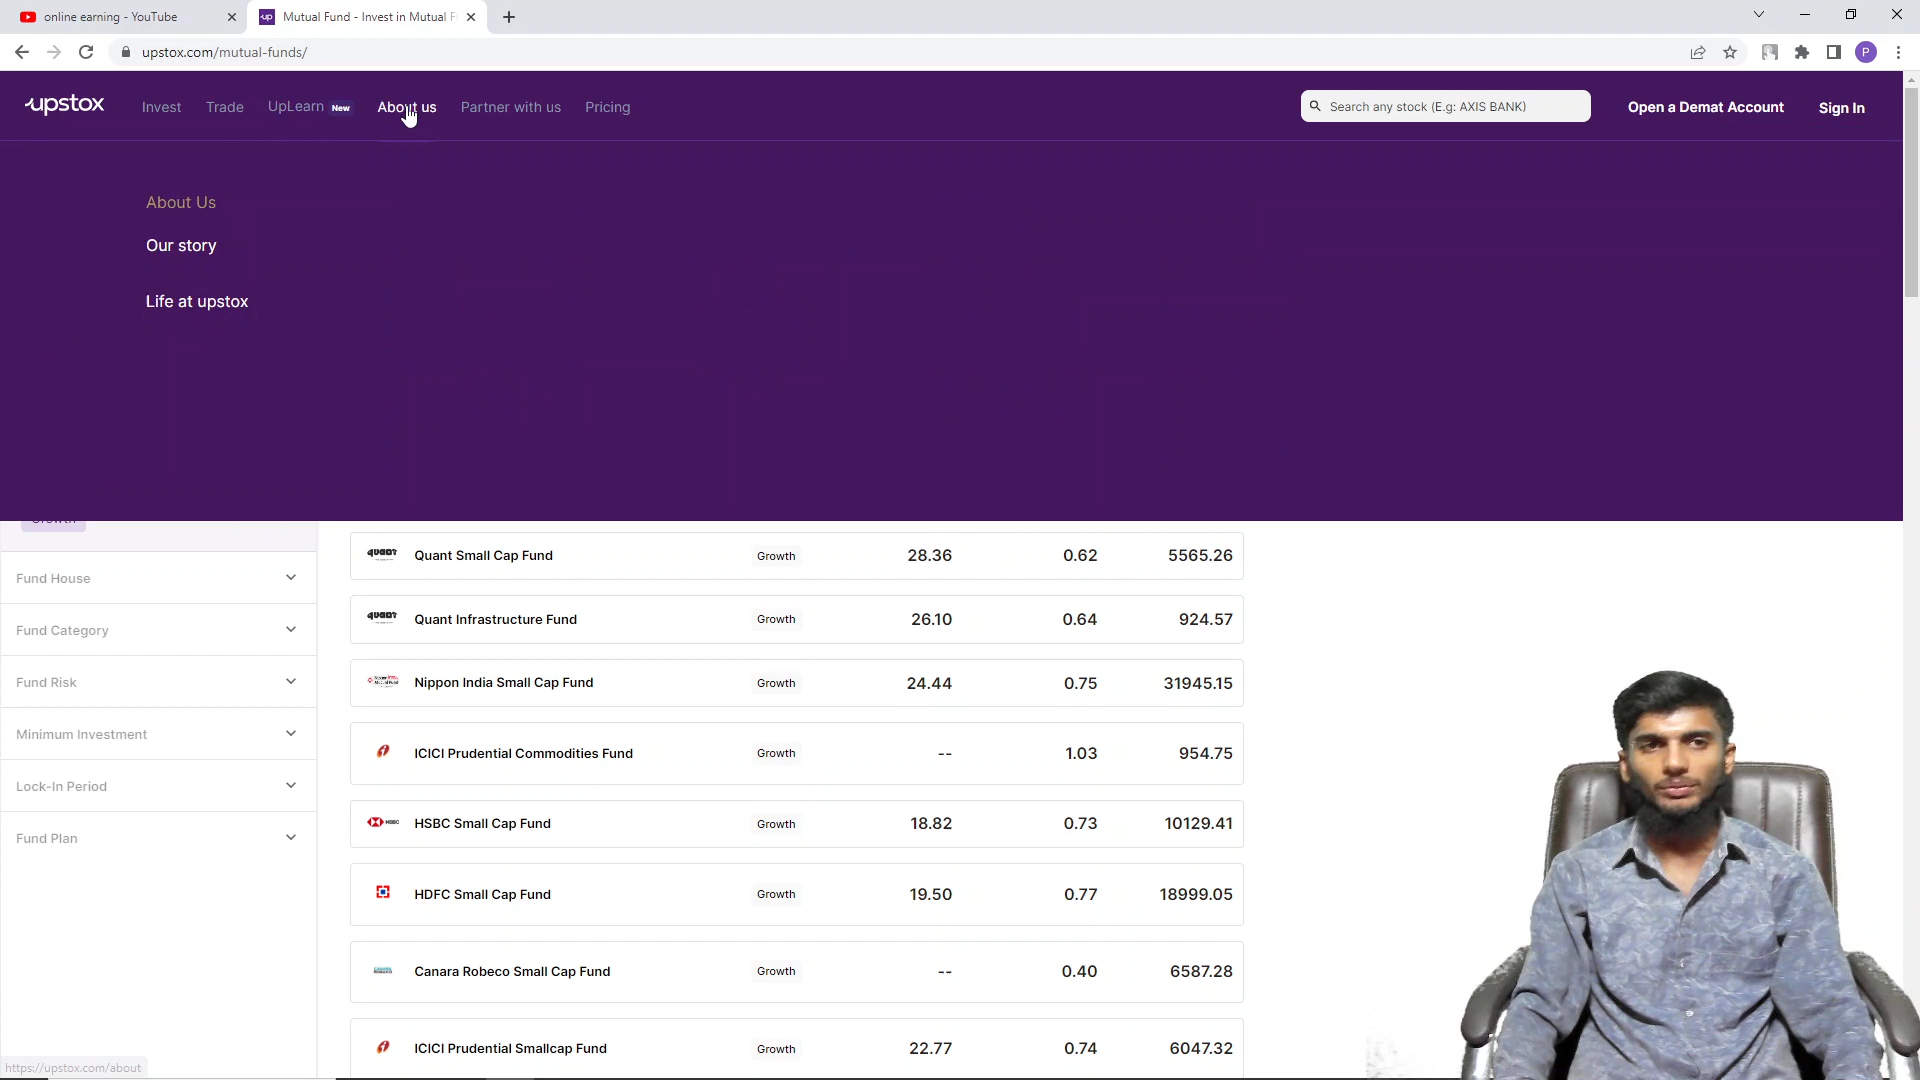 online earning - YouTube
Mutual Fund - Invest in Mutual F
upstox.com/mutual-funds/
P
upstox
Invest
Trade
UpLearn New
About us
Partner with us
Pricing
Search any stock (E.g: AXIS BANK)
Open a Demat Account
Sign In
About Us
Our story
Life at upstox
Growth
Fund House
Fund Category
Fund Risk
Minimum Investment
Lock-In Period
Fund Plan
quant Quant Small Cap Fund Growth 28.36 0.62 5565.26
quant Quant Infrastructure Fund Growth 26.10 0.64 924.57
Nippon India Small Cap Fund Growth 24.44 0.75 31945.15
ICICI Prudential Commodities Fund Growth -- 1.03 954.75
HSBC HSBC Small Cap Fund Growth 18.82 0.73 10129.41
HDFC Small Cap Fund Growth 19.50 0.77 18999.05
Canara Robeco Small Cap Fund Growth -- 0.40 6587.28
ICICI Prudential Smallcap Fund Growth 22.77 0.74 6047.32
https://upstox.com/about